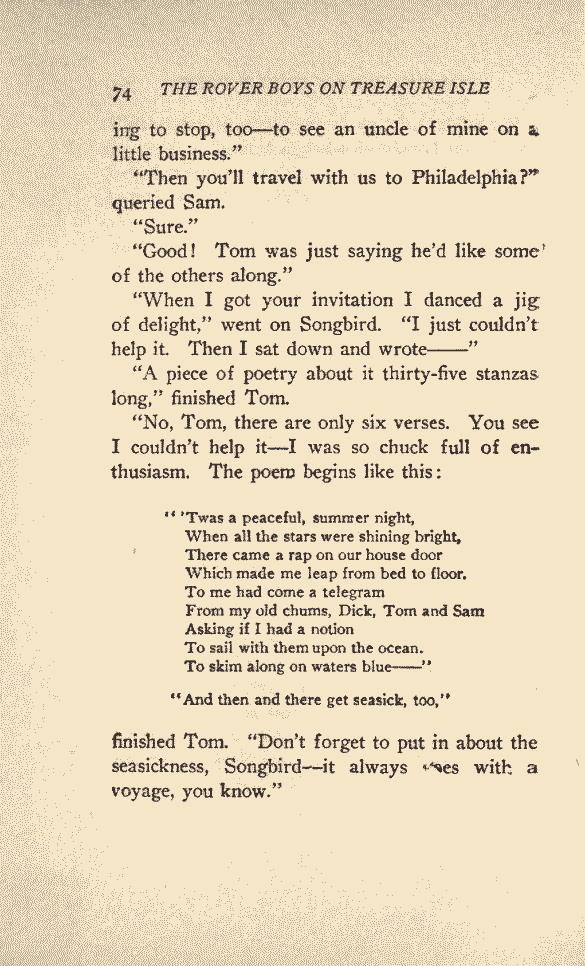 74 THE ROVER BOYS ON TREASURE ISLE
ing to stop, too—to see an uncle of mine on a
little business.”
“Then you’ll travel with us to Philadelphia?”
queried Sam.
“Sure.”
“Good! Tom was just saying he’d like some
of the others along.”
“When I got your invitation I danced a jig
of delight,” went on Songbird. “I just couldn’t
help it. Then I sat down and wrote——”
“A piece of poetry about it thirty-five stanzas
long,” finished Tom.
“No, Tom, there are only six verses. You see
I couldn’t help it—I was so chuck full of en-
thusiasm. The poem begins like this:
“ ’Twas a peaceful, summer night,
When all the stars were shining bright,
There came a rap on our house door
Which made me leap from bed to floor.
To me had come a telegram
From my old chums, Dick, Tom and Sam
Asking if I had a notion
To sail with them upon the ocean.
To skim along on waters blue——”
“And then and there get seasick, too,”
finished Tom. “Don’t forget to put in about the
seasickness, Songbird—it always with a
voyage, you know.”